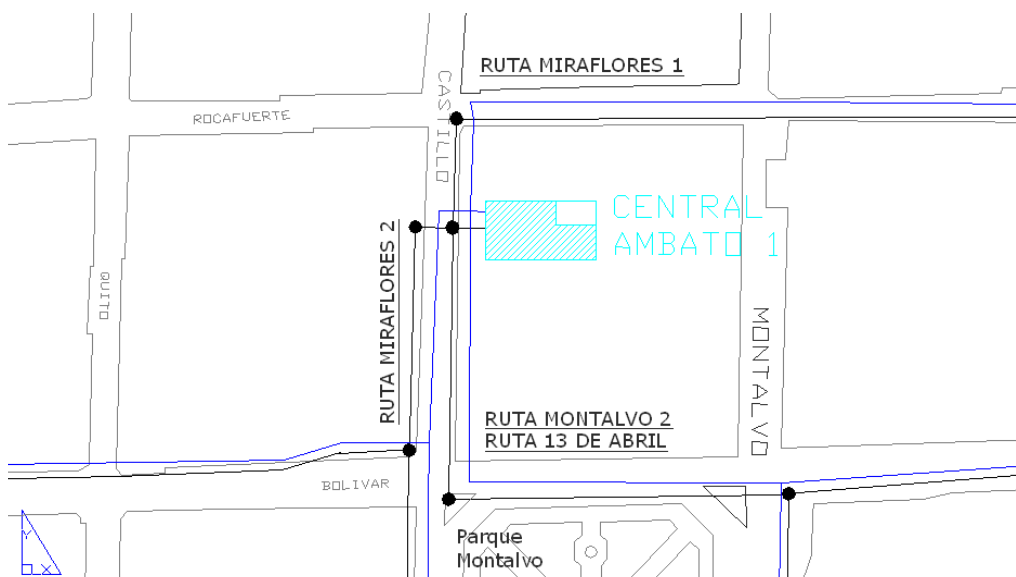 RUTA MIRAFLORES 1
CASTILLO
ROCAFUERTE
CENTRAL
AMBATO 1
RUTA MIRAFLORES 2
QUITO
MONTALVO
RUTA MONTALVO 2
RUTA 13 DE ABRIL
BOLIVAR
Parque
Montalvo
Y
X